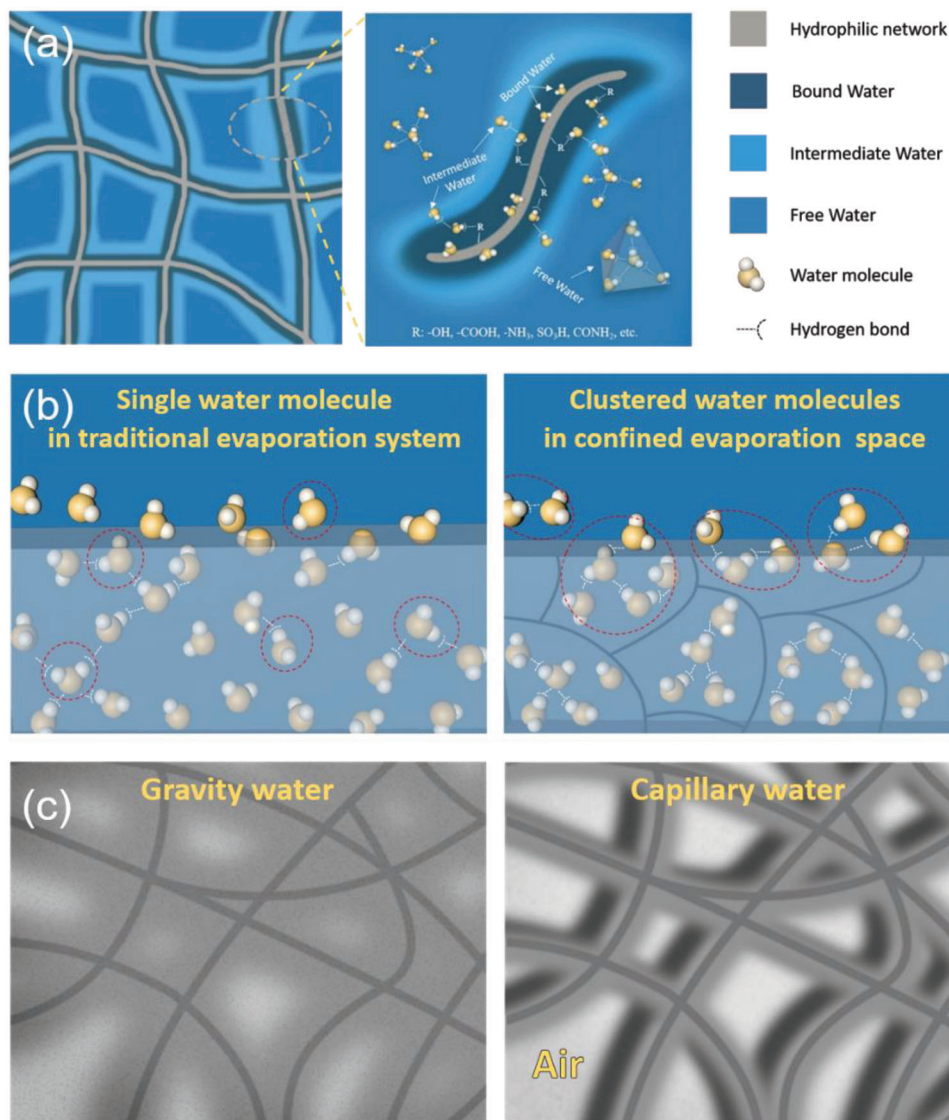 (a)
Bound Water
Intermediate
Water
Free
Water
R
R
R
R
R
R: -OH, -COOH, -NH₃, SO₃H, CONH₂, etc.
Hydrophilic network
Bound Water
Intermediate Water
Free Water
Water molecule
Hydrogen bond
(b)
Single water molecule
in traditional evaporation system
Clustered water molecules
in confined evaporation space
(c)
Gravity water
Capillary water
Air